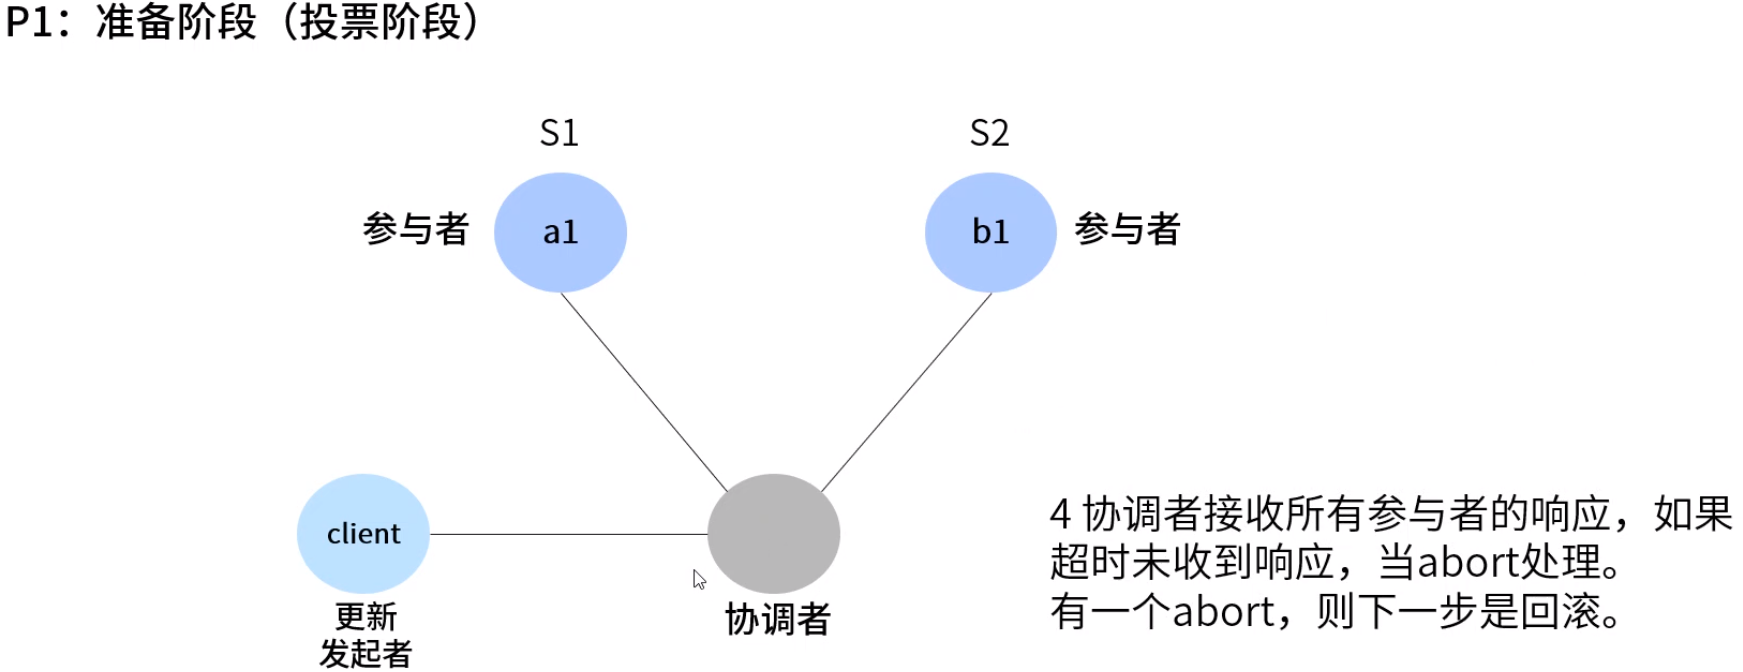 P1：准备阶段（投票阶段）
S1
S2
参与者
a1
b1
参与者
client
更新
发起者
协调者
4 协调者接收所有参与者的响应，如果
超时未收到响应，当abort处理。
有一个abort，则下一步是回滚。